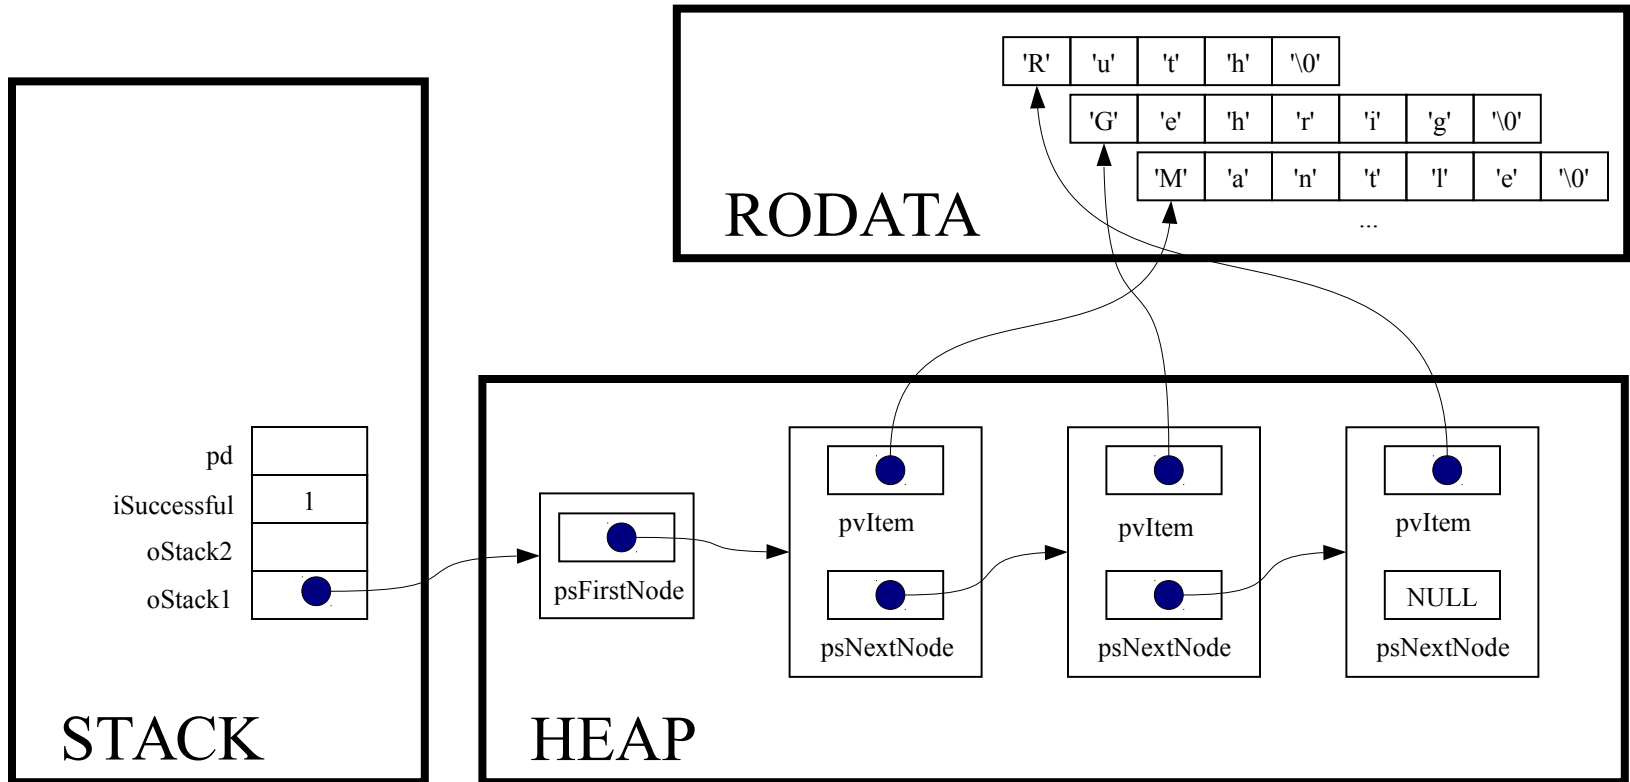 'R' 'u' 't' 'h' '\0'
'G' 'e' 'h' 'r' 'i' 'g' '\0'
'M' 'a' 'n' 't' 'l' 'e' '\0'
...
RODATA
pd
iSuccessful 1
oStack2
oStack1
STACK
psFirstNode
pvItem
psNextNode
pvItem
psNextNode
pvItem
NULL
psNextNode
HEAP